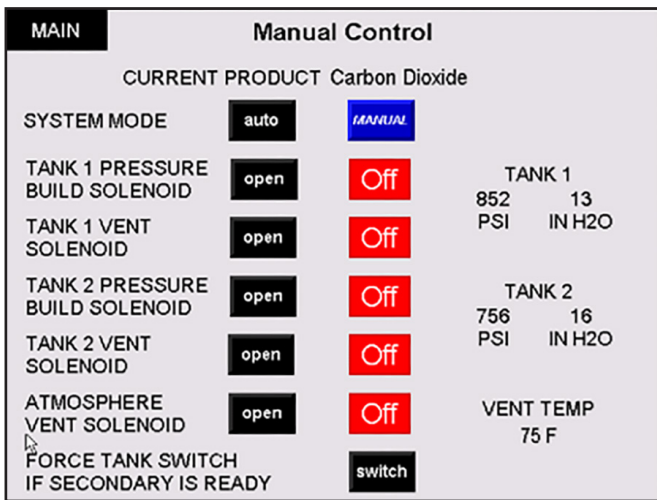 MAIN
Manual Control
CURRENT PRODUCT Carbon Dioxide
SYSTEM MODE auto MANUAL
TANK 1 PRESSURE
BUILD SOLENOID open Off
TANK 1
852 13
PSI IN H2O
TANK 1 VENT
SOLENOID open Off
TANK 2 PRESSURE
BUILD SOLENOID open Off
TANK 2
756 16
PSI IN H2O
TANK 2 VENT
SOLENOID open Off
ATMOSPHERE
VENT SOLENOID open Off
VENT TEMP
75 F
FORCE TANK SWITCH
IF SECONDARY IS READY switch